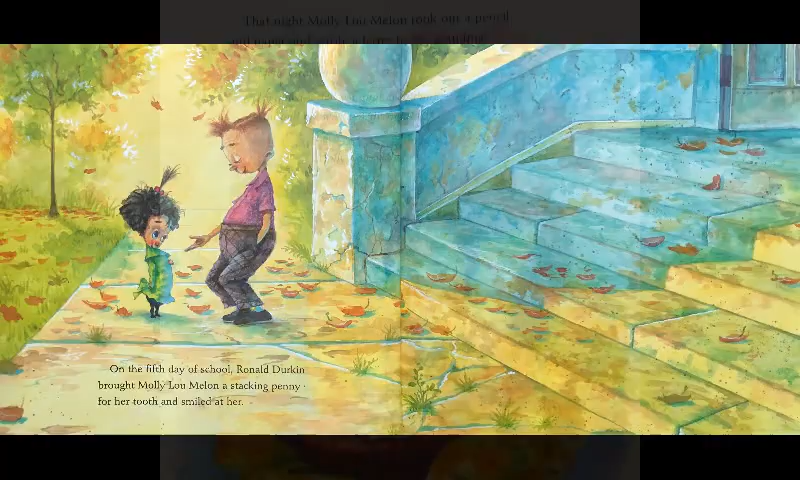 That night Molly Lou Melon took out a pencil
On the fifth day of school, Ronald Durkin
brought Molly Lou Melon a stacking penny
for her tooth and smiled at her.